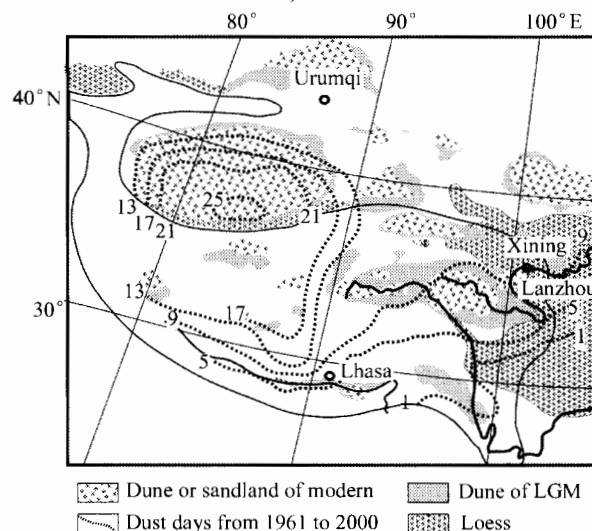 80° 90° 100° E
Urumqi
40° N
25
13
17
21
21
Xining
9
Lanzhou
13
30°
17
9
5
5
1
Lhasa
1
Dune or sandland of modern
Dune of LGM
Dust days from 1961 to 2000
Loess